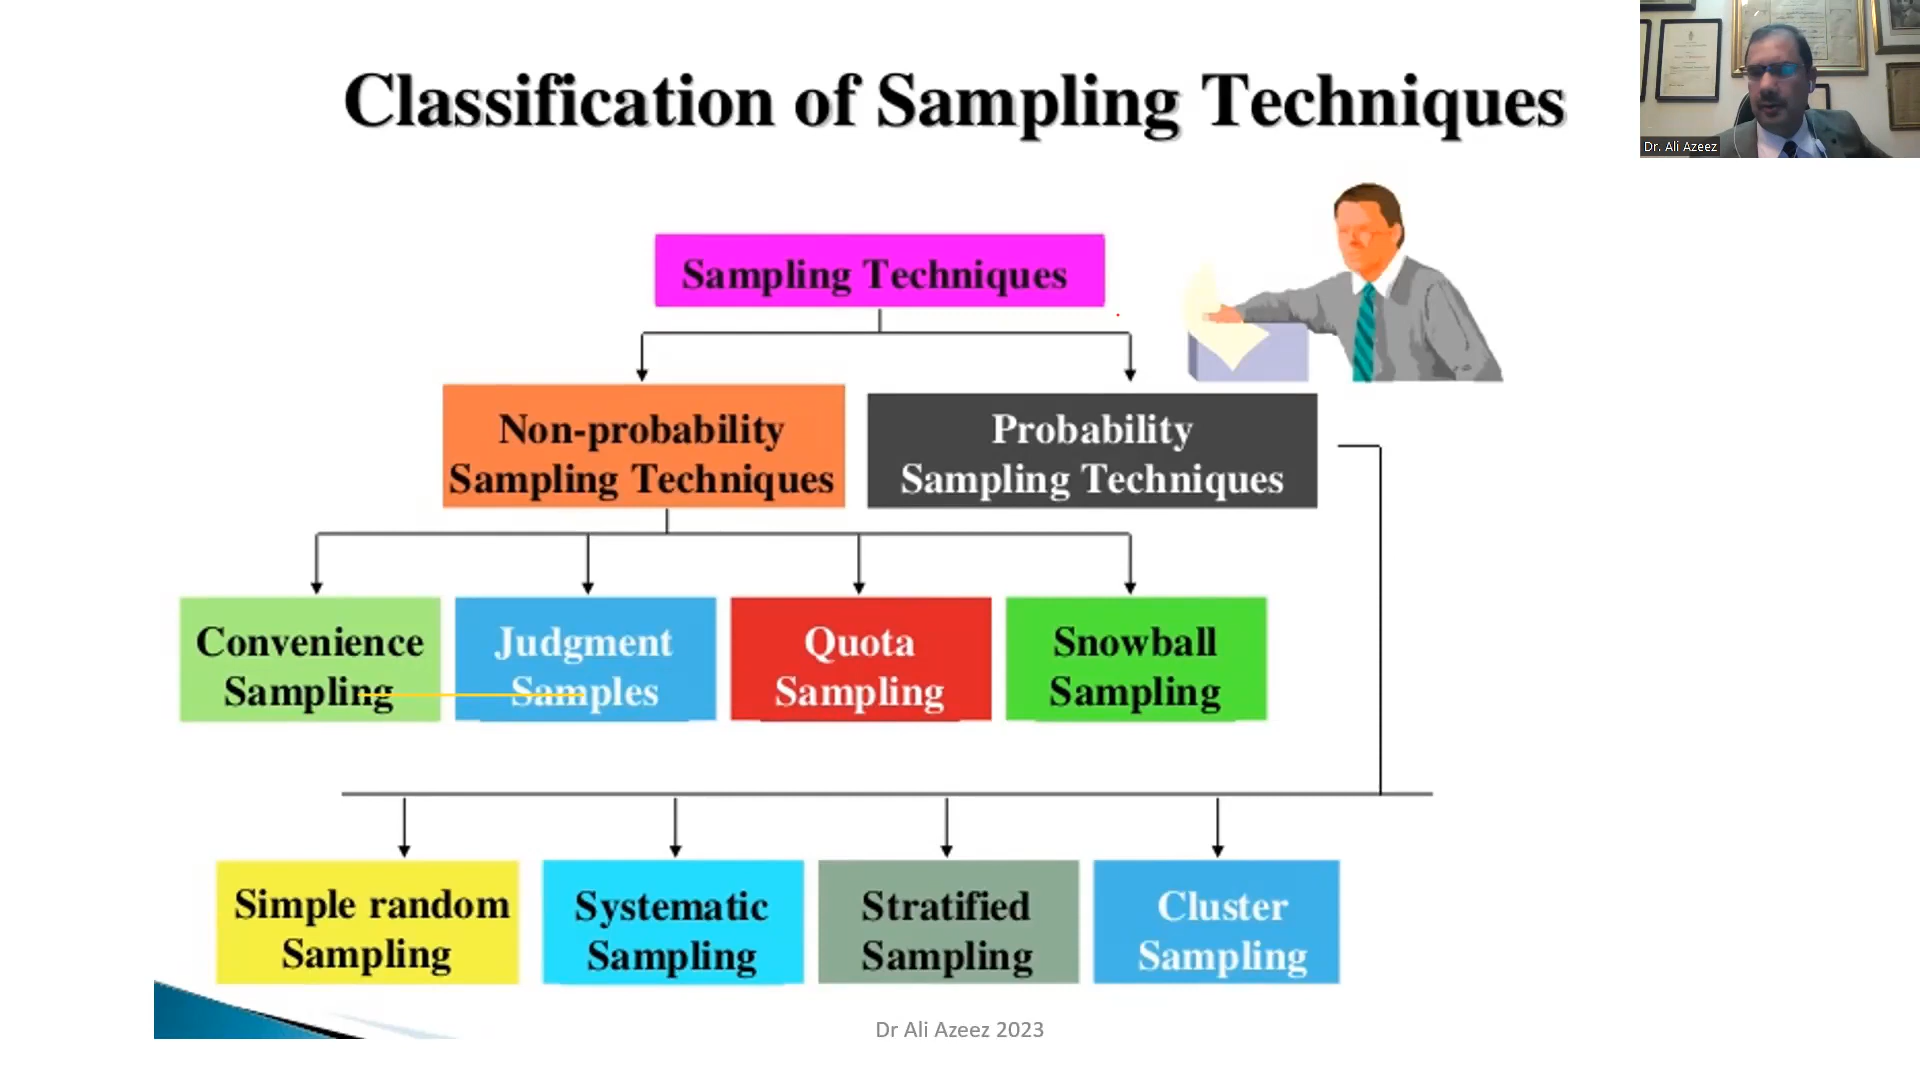 Classification of Sampling Techniques
Dr. Ali Azeez
Sampling Techniques
Non-probability
Sampling Techniques
Probability
Sampling Techniques
Convenience
Sampling
Judgment
Samples
Quota
Sampling
Snowball
Sampling
Simple random
Sampling
Systematic
Sampling
Stratified
Sampling
Cluster
Sampling
Dr Ali Azeez 2023